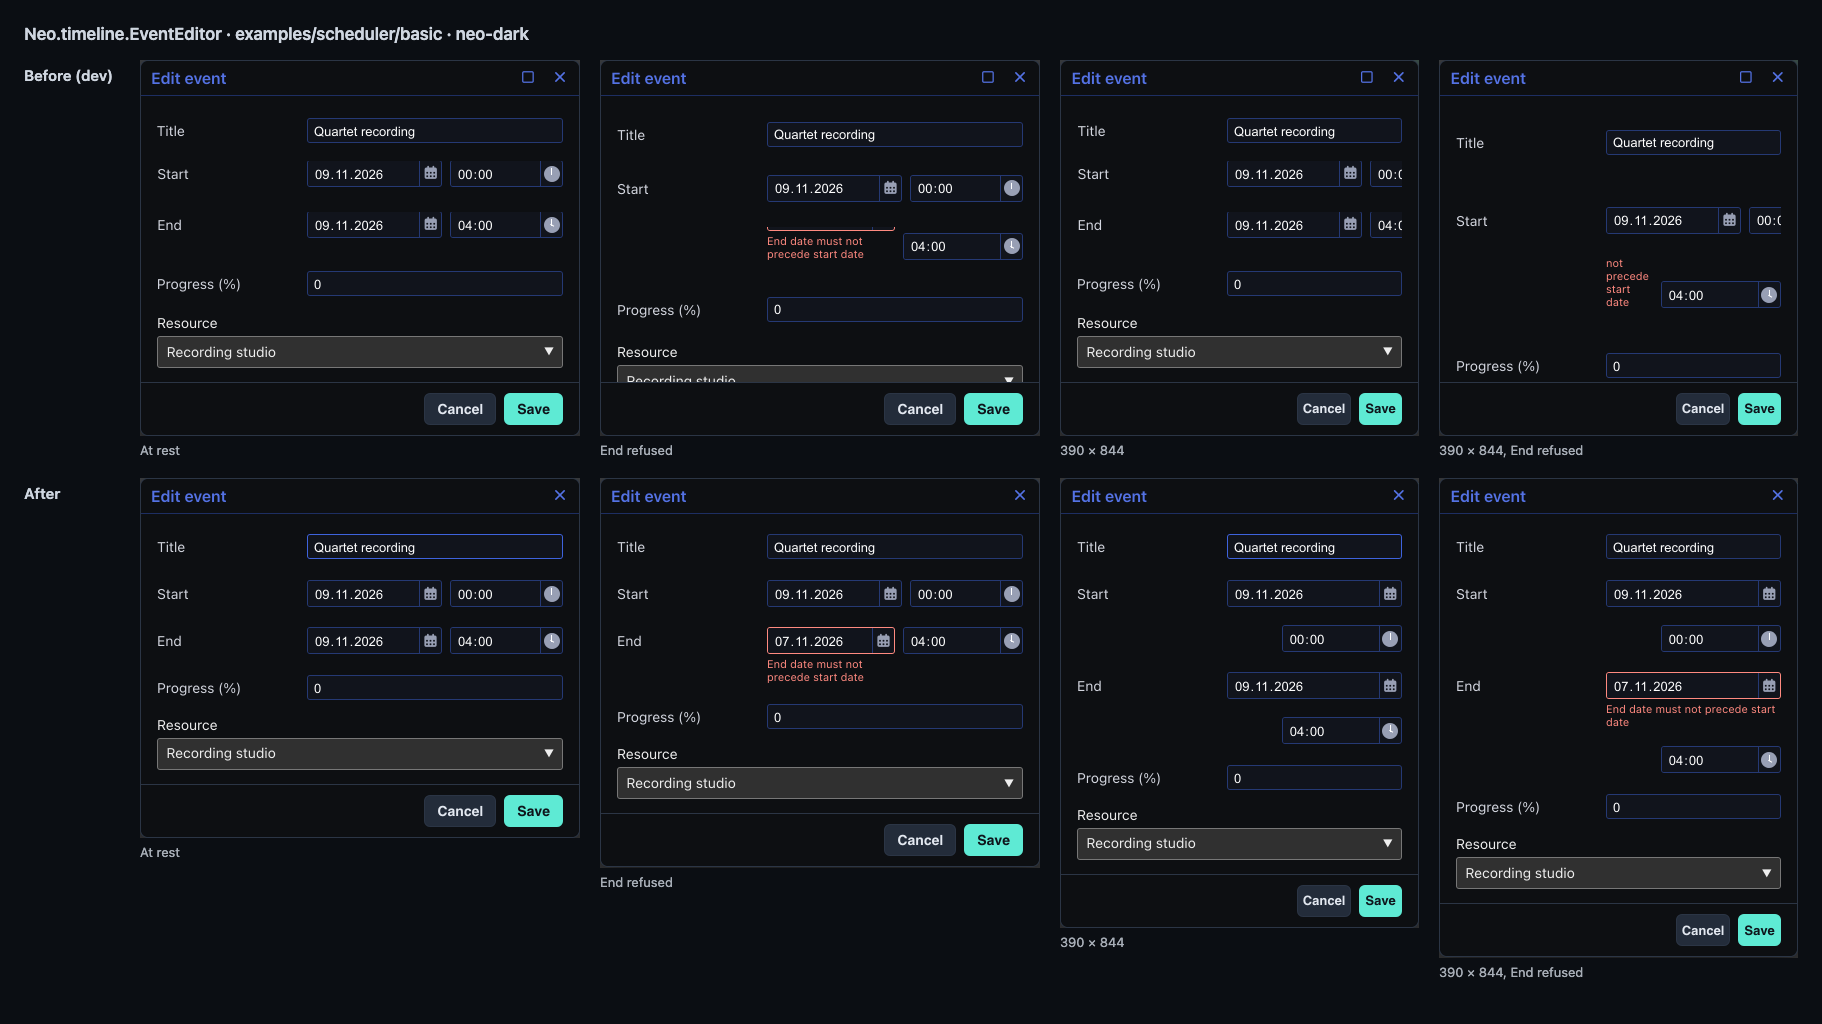 Neo.timeline.EventEditor · examples/scheduler/basic · neo-dark
Before (dev)
Edit event
Title
Quartet recording
Start
09.11.2026
00:00
End
09.11.2026
04:00
Progress (%)
0
Resource
Recording studio
Cancel
Save
At rest
Edit event
Title
Quartet recording
Start
09.11.2026
00:00
End date must not
precede start date
04:00
Progress (%)
0
Resource
Recording studio
Cancel
Save
End refused
Edit event
Title
Quartet recording
Start
09.11.2026
00:0
End
09.11.2026
04:0
Progress (%)
0
Resource
Recording studio
Cancel
Save
390 × 844
Edit event
Title
Quartet recording
Start
09.11.2026
00:0
not
precede
start
date
04:00
Progress (%)
0
Cancel
Save
390 × 844, End refused
After
Edit event
Title
Quartet recording
Start
09.11.2026
00:00
End
09.11.2026
04:00
Progress (%)
0
Resource
Recording studio
Cancel
Save
At rest
Edit event
Title
Quartet recording
Start
09.11.2026
00:00
End
07.11.2026
04:00
End date must not
precede start date
Progress (%)
0
Resource
Recording studio
Cancel
Save
End refused
Edit event
Title
Quartet recording
Start
09.11.2026
00:00
End
09.11.2026
04:00
Progress (%)
0
Resource
Recording studio
Cancel
Save
390 × 844
Edit event
Title
Quartet recording
Start
09.11.2026
00:00
End
07.11.2026
End date must not precede start
date
04:00
Progress (%)
0
Resource
Recording studio
Cancel
Save
390 × 844, End refused